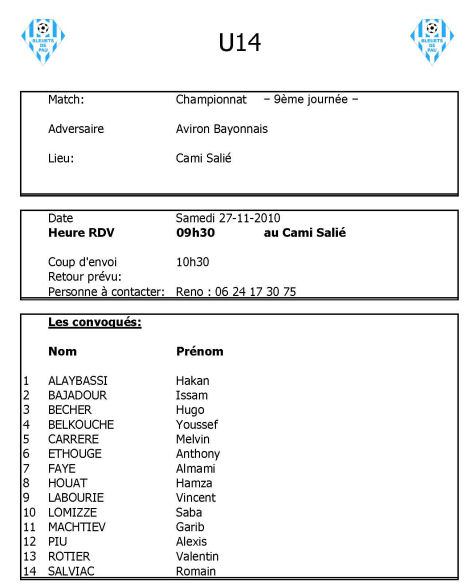 BLEUETS DE PAU
U14
BLEUETS DE PAU
Match: Championnat – 9ème journée –
Adversaire Aviron Bayonnais
Lieu: Cami Salié
Date Samedi 27-11-2010
Heure RDV 09h30 au Cami Salié
Coup d'envoi 10h30
Retour prévu:
Personne à contacter: Reno : 06 24 17 30 75
Les convoqués:
Nom Prénom
1 ALAYBASSI Hakan
2 BAJADOUR Issam
3 BECHER Hugo
4 BELKOUCHE Youssef
5 CARRERE Melvin
6 ETHOUGE Anthony
7 FAYE Almami
8 HOUAT Hamza
9 LABOURIE Vincent
10 LOMIZZE Saba
11 MACHTIEV Garib
12 PIU Alexis
13 ROTIER Valentin
14 SALVIAC Romain